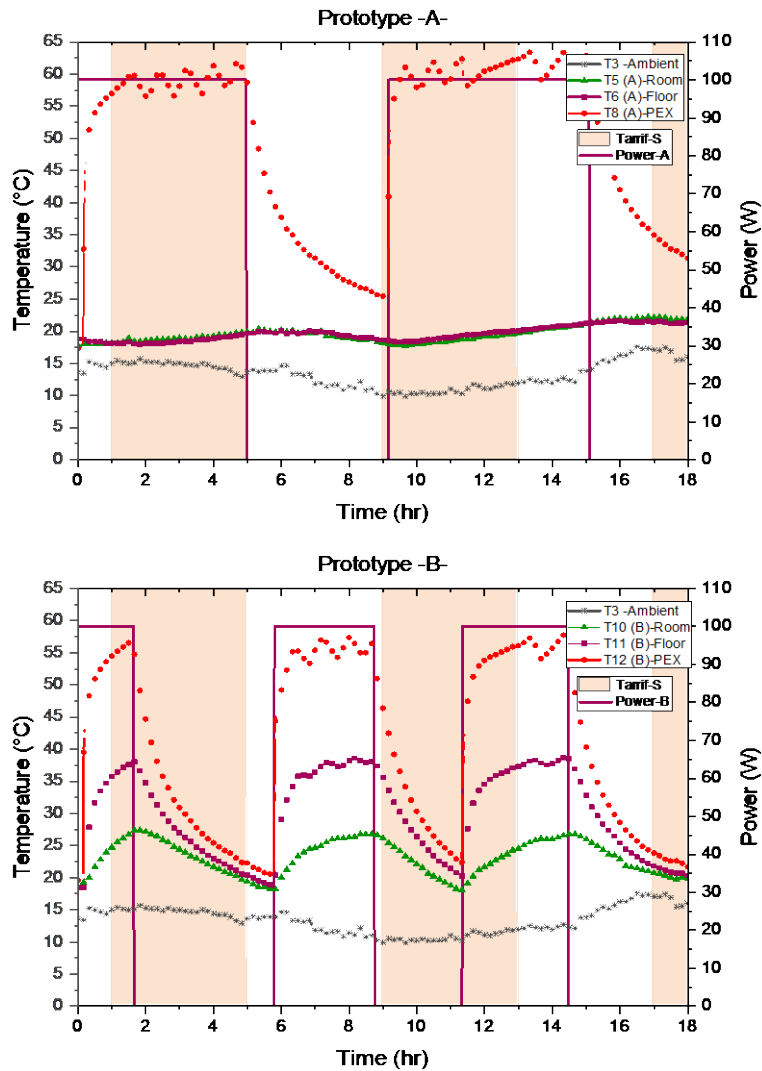 Prototype -A-
65
60
55
50
45
40
35
30
25
20
15
10
5
0
Temperature (°C)
110
100
90
80
70
60
50
40
30
20
10
0
Power (W)
T3 -Ambient
T5 (A)-Room
T6 (A)-Floor
T8 (A)-PEX
Tarrif-S
Power-A
0 2 4 6 8 10 12 14 16 18
Time (hr)
Prototype -B-
65
60
55
50
45
40
35
30
25
20
15
10
5
0
Temperature (°C)
110
100
90
80
70
60
50
40
30
20
10
0
Power (W)
T3 -Ambient
T10 (B)-Room
T11 (B)-Floor
T12 (B)-PEX
Tarrif-S
Power-B
0 2 4 6 8 10 12 14 16 18
Time (hr)